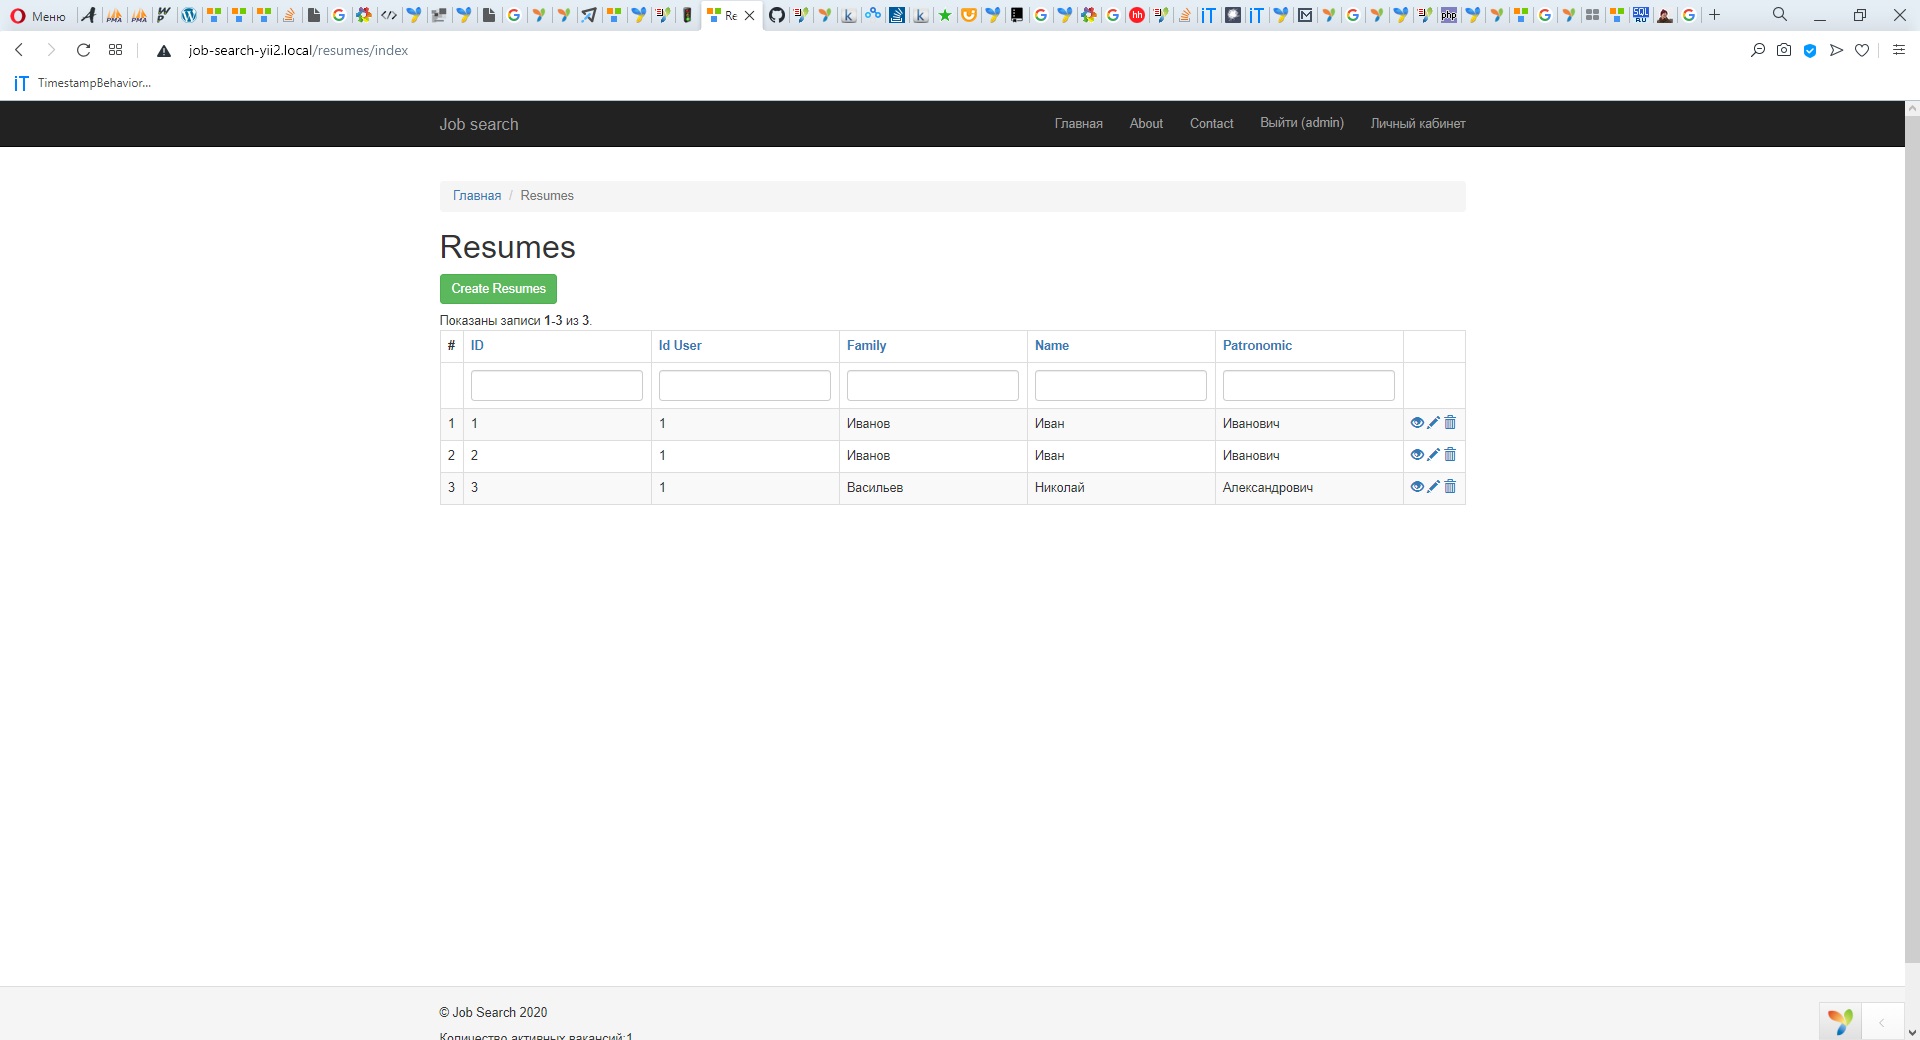 Меню
Re
job-search-yii2.local/resumes/index
TimestampBehavior...
Job search
Главная About Contact Выйти (admin) Личный кабинет
Главная / Resumes
Resumes
Create Resumes
Показаны записи 1-3 из 3.
# ID Id User Family Name Patronomic
1 1 1 Иванов Иван Иванович
2 2 1 Иванов Иван Иванович
3 3 1 Васильев Николай Александрович
© Job Search 2020
Количество активных вакансий:1